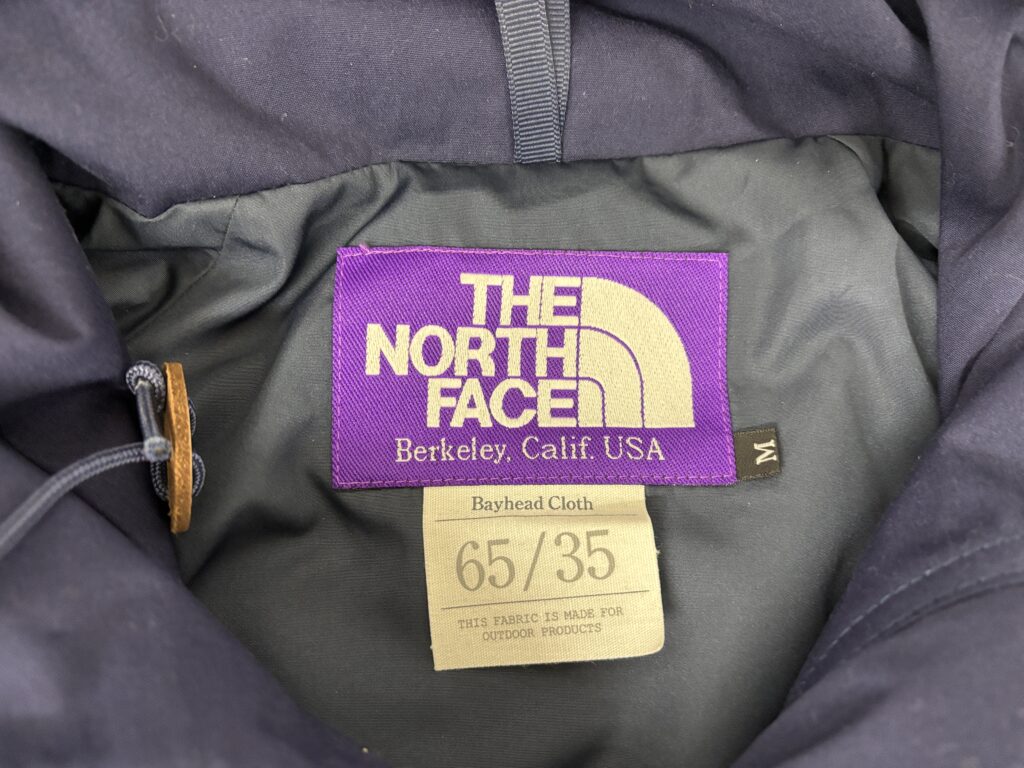 THE
NORTH
FACE
Berkeley, Calif. USA
M
Bayhead Cloth
65/35
THIS FABRIC IS MADE FOR
OUTDOOR PRODUCTS